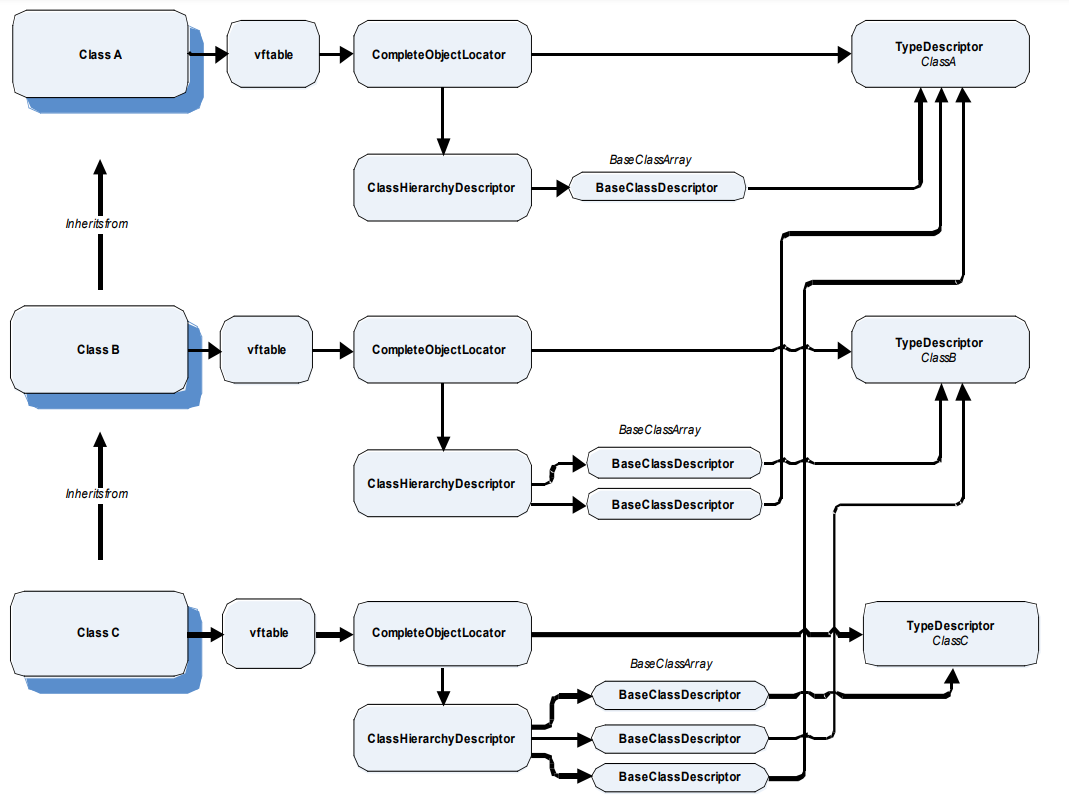 Class A
vftable
CompleteObjectLocator
TypeDescriptor
ClassA
BaseClassArray
ClassHierarchyDescriptor
BaseClassDescriptor
Inheritsfrom
Class B
vftable
CompleteObjectLocator
TypeDescriptor
ClassB
BaseClassArray
BaseClassDescriptor
ClassHierarchyDescriptor
BaseClassDescriptor
Inheritsfrom
Class C
vftable
CompleteObjectLocator
TypeDescriptor
ClassC
BaseClassArray
BaseClassDescriptor
ClassHierarchyDescriptor
BaseClassDescriptor
BaseClassDescriptor